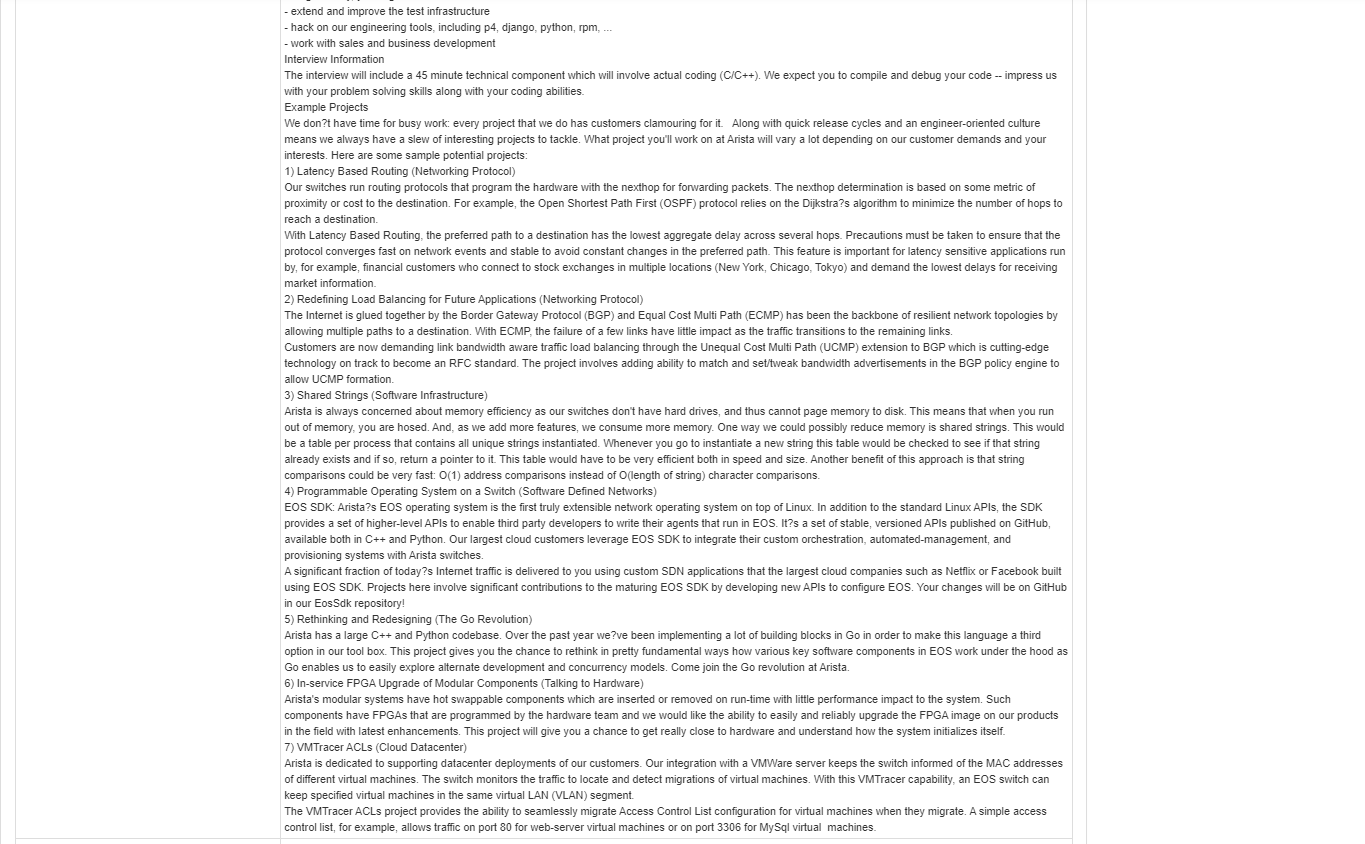 - extend and improve the test infrastructure
- hack on our engineering tools, including p4, django, python, rpm, ...
- work with sales and business development
Interview Information
The interview will include a 45 minute technical component which will involve actual coding (C/C++). We expect you to compile and debug your code -- impress us
with your problem solving skills along with your coding abilities.
Example Projects
We don?t have time for busy work: every project that we do has customers clamouring for it.   Along with quick release cycles and an engineer-oriented culture
means we always have a slew of interesting projects to tackle. What project you'll work on at Arista will vary a lot depending on our customer demands and your
interests. Here are some sample potential projects:
1) Latency Based Routing (Networking Protocol)
Our switches run routing protocols that program the hardware with the nexthop for forwarding packets. The nexthop determination is based on some metric of
proximity or cost to the destination. For example, the Open Shortest Path First (OSPF) protocol relies on the Dijkstra?s algorithm to minimize the number of hops to
reach a destination.
With Latency Based Routing, the preferred path to a destination has the lowest aggregate delay across several hops. Precautions must be taken to ensure that the
protocol converges fast on network events and stable to avoid constant changes in the preferred path. This feature is important for latency sensitive applications run
by, for example, financial customers who connect to stock exchanges in multiple locations (New York, Chicago, Tokyo) and demand the lowest delays for receiving
market information.
2) Redefining Load Balancing for Future Applications (Networking Protocol)
The Internet is glued together by the Border Gateway Protocol (BGP) and Equal Cost Multi Path (ECMP) has been the backbone of resilient network topologies by
allowing multiple paths to a destination. With ECMP, the failure of a few links have little impact as the traffic transitions to the remaining links.
Customers are now demanding link bandwidth aware traffic load balancing through the Unequal Cost Multi Path (UCMP) extension to BGP which is cutting-edge
technology on track to become an RFC standard. The project involves adding ability to match and set/tweak bandwidth advertisements in the BGP policy engine to
allow UCMP formation.
3) Shared Strings (Software Infrastructure)
Arista is always concerned about memory efficiency as our switches don't have hard drives, and thus cannot page memory to disk. This means that when you run
out of memory, you are hosed. And, as we add more features, we consume more memory. One way we could possibly reduce memory is shared strings. This would
be a table per process that contains all unique strings instantiated. Whenever you go to instantiate a new string this table would be checked to see if that string
already exists and if so, return a pointer to it. This table would have to be very efficient both in speed and size. Another benefit of this approach is that string
comparisons could be very fast: O(1) address comparisons instead of O(length of string) character comparisons.
4) Programmable Operating System on a Switch (Software Defined Networks)
EOS SDK: Arista?s EOS operating system is the first truly extensible network operating system on top of Linux. In addition to the standard Linux APIs, the SDK
provides a set of higher-level APIs to enable third party developers to write their agents that run in EOS. It?s a set of stable, versioned APIs published on GitHub,
available both in C++ and Python. Our largest cloud customers leverage EOS SDK to integrate their custom orchestration, automated-management, and
provisioning systems with Arista switches.
A significant fraction of today?s Internet traffic is delivered to you using custom SDN applications that the largest cloud companies such as Netflix or Facebook built
using EOS SDK. Projects here involve significant contributions to the maturing EOS SDK by developing new APIs to configure EOS. Your changes will be on GitHub
in our EosSdk repository!
5) Rethinking and Redesigning (The Go Revolution)
Arista has a large C++ and Python codebase. Over the past year we?ve been implementing a lot of building blocks in Go in order to make this language a third
option in our tool box. This project gives you the chance to rethink in pretty fundamental ways how various key software components in EOS work under the hood as
Go enables us to easily explore alternate development and concurrency models. Come join the Go revolution at Arista.
6) In-service FPGA Upgrade of Modular Components (Talking to Hardware)
Arista's modular systems have hot swappable components which are inserted or removed on run-time with little performance impact to the system. Such
components have FPGAs that are programmed by the hardware team and we would like the ability to easily and reliably upgrade the FPGA image on our products
in the field with latest enhancements. This project will give you a chance to get really close to hardware and understand how the system initializes itself.
7) VMTracer ACLs (Cloud Datacenter)
Arista is dedicated to supporting datacenter deployments of our customers. Our integration with a VMWare server keeps the switch informed of the MAC addresses
of different virtual machines. The switch monitors the traffic to locate and detect migrations of virtual machines. With this VMTracer capability, an EOS switch can
keep specified virtual machines in the same virtual LAN (VLAN) segment.
The VMTracer ACLs project provides the ability to seamlessly migrate Access Control List configuration for virtual machines when they migrate. A simple access
control list, for example, allows traffic on port 80 for web-server virtual machines or on port 3306 for MySql virtual  machines.